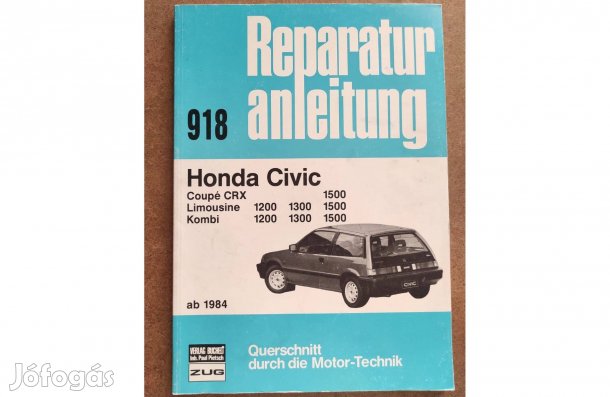 Reparatur
918 anleitung
Honda Civic
Coupé CRX 1500
Limousine 1200 1300 1500
Kombi 1200 1300 1500
CIVIC
ab 1984
VERLAG BUCHELI
Inh. Paul Pietsch
ZUG
Querschnitt
durch die Motor-Technik
Jófogás